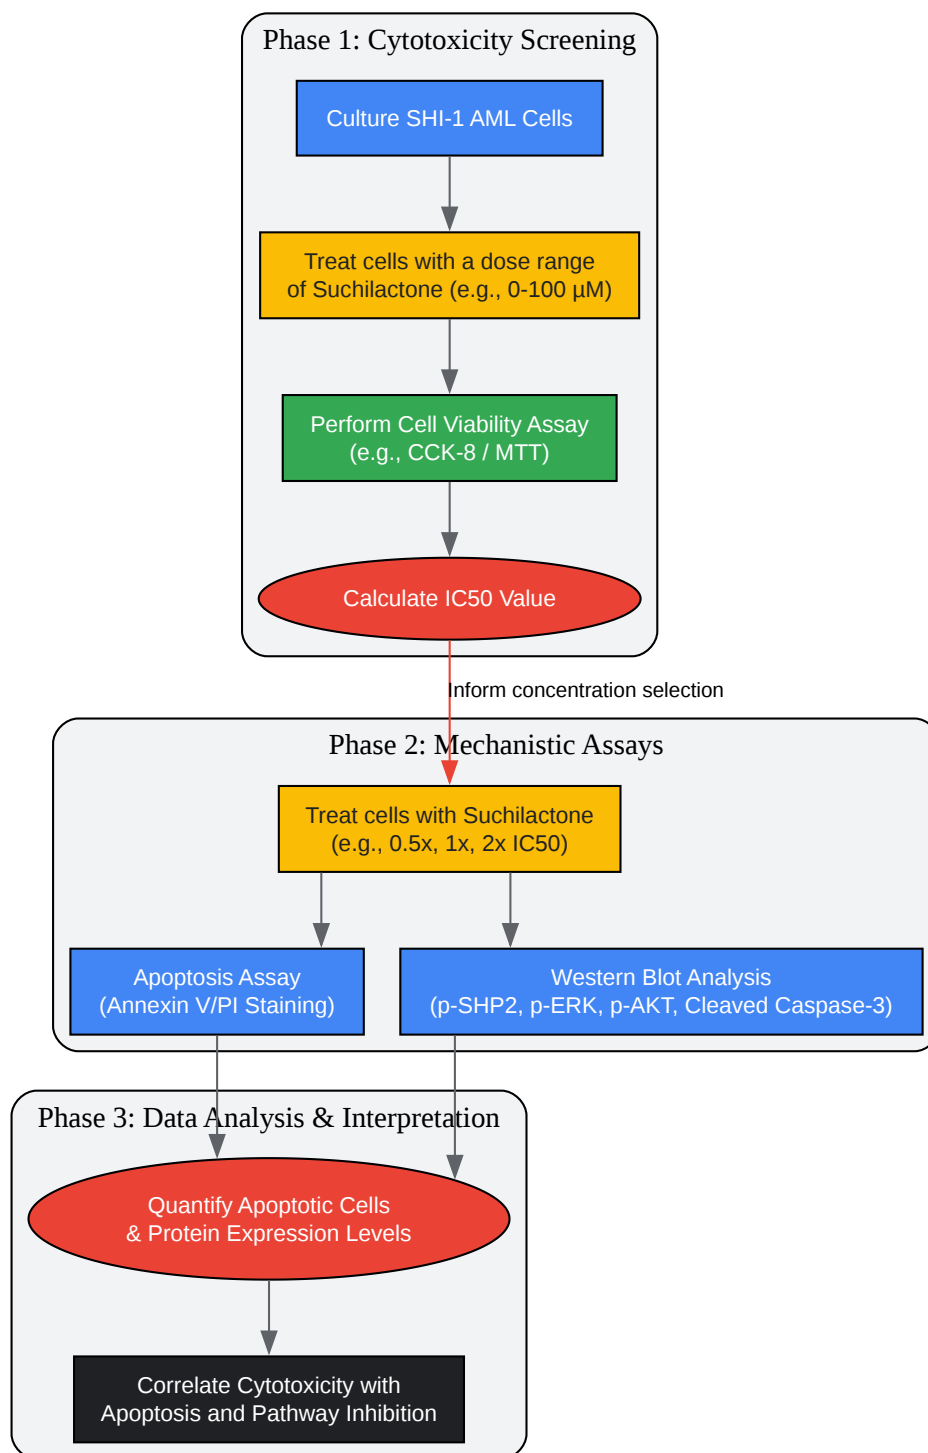 Phase 1: Cytotoxicity Screening
Culture SHI-1 AML Cells
Treat cells with a dose range
of Suchilactone (e.g., 0-100 µM)
Perform Cell Viability Assay
(e.g., CCK-8 / MTT)
Calculate IC50 Value
Inform concentration selection
Phase 2: Mechanistic Assays
Treat cells with Suchilactone
(e.g., 0.5x, 1x, 2x IC50)
Apoptosis Assay
(Annexin V/PI Staining)
Western Blot Analysis
(p-SHP2, p-ERK, p-AKT, Cleaved Caspase-3)
Phase 3: Data Analysis & Interpretation
Quantify Apoptotic Cells
& Protein Expression Levels
Correlate Cytotoxicity with
Apoptosis and Pathway Inhibition